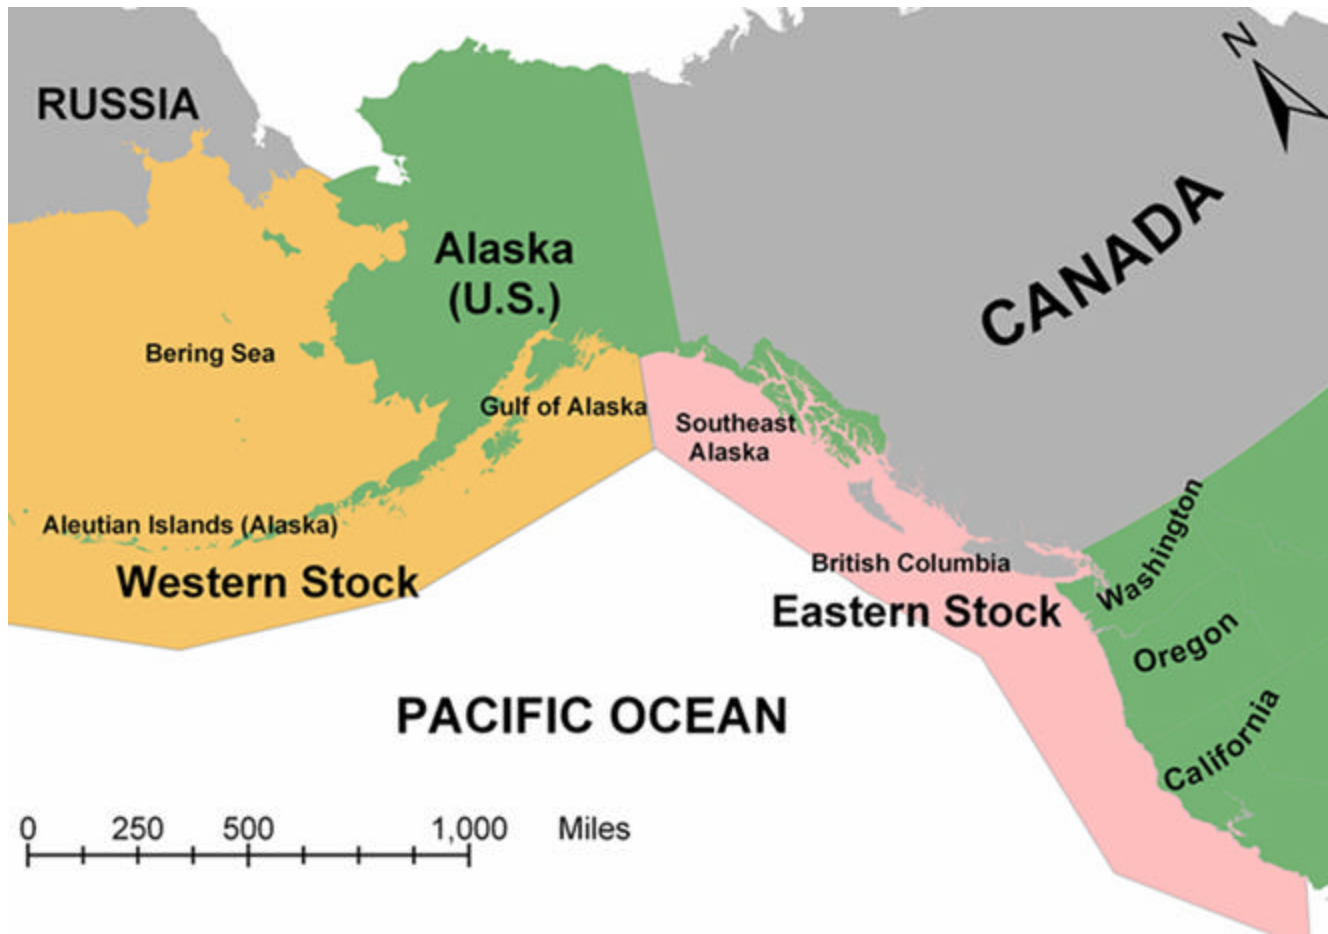 N
RUSSIA
CANADA
Alaska
(U.S.)
Bering Sea
Gulf of Alaska
Southeast
Alaska
Aleutian Islands (Alaska)
Western Stock
British Columbia
Eastern Stock
Washington
Oregon
California
PACIFIC OCEAN
0 250 500 1,000 Miles